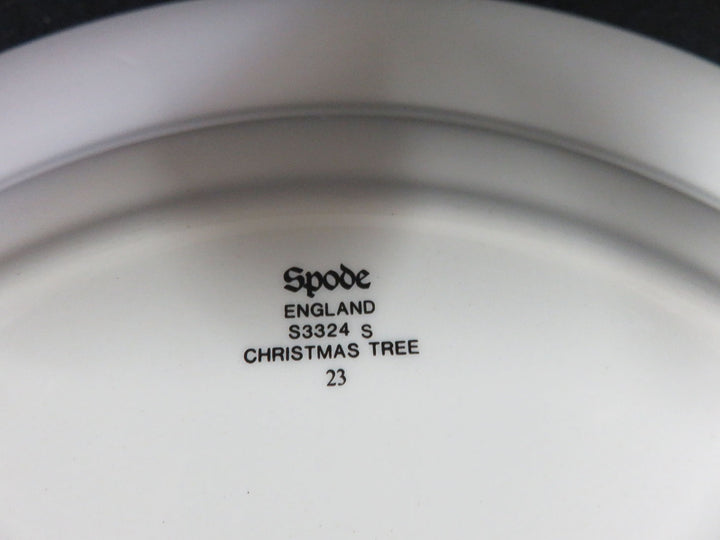 Spode
ENGLAND
S3324 S
CHRISTMAS TREE
23